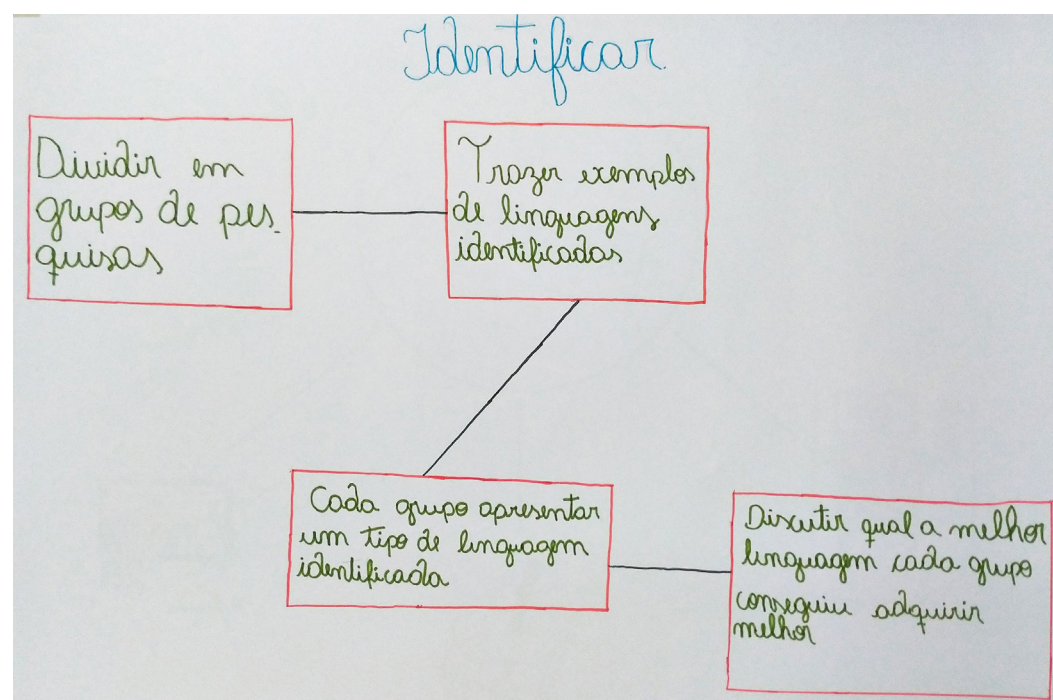 Identificar
Dividir em
grupos de pes-
quisas
Trazer exemplos
de linguagens
identificadas
Cada grupo apresentar
um tipo de linguagem
identificada
Discutir qual a melhor
linguagem cada grupo
conseguiu adquirir
melhor